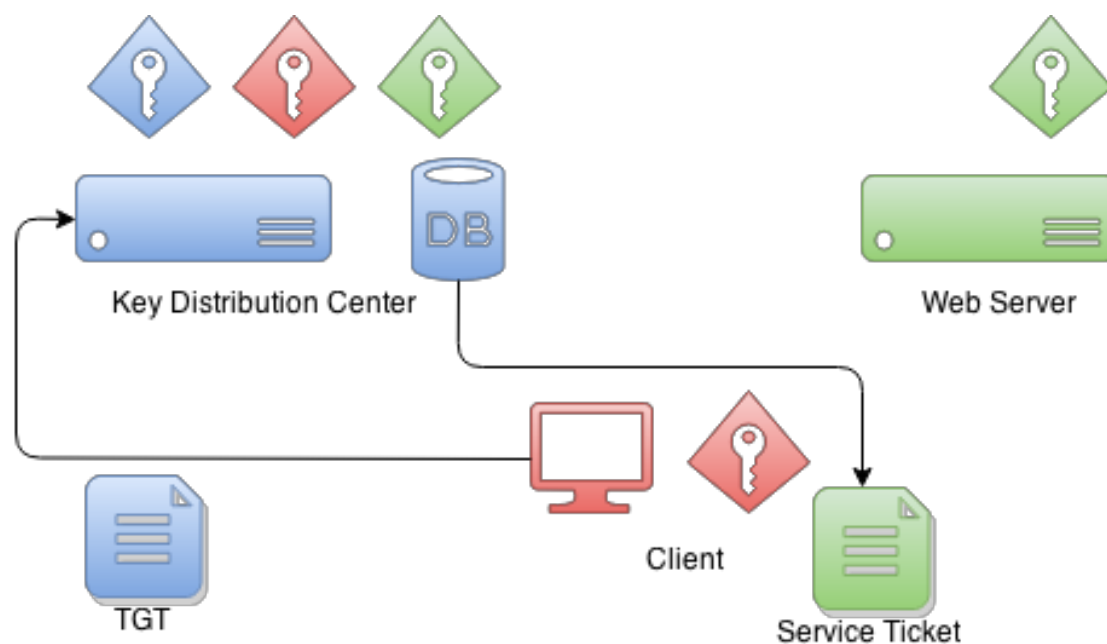 DB
Key Distribution Center
Web Server
Client
TGT
Service Ticket